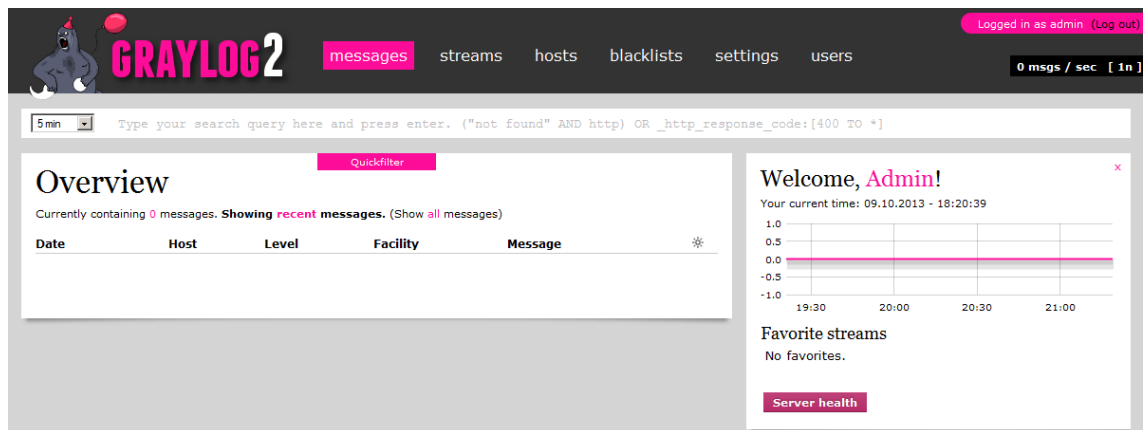 Logged in as admin (Log out)
GRAYLOG2
messages streams hosts blacklists settings users
0 msgs / sec [ 1n ]
5 min
Type your search query here and press enter. ("not found" AND http) OR _http_response_code:[400 TO *]
Quickfilter
Overview
Currently containing 0 messages. Showing recent messages. (Show all messages)
Date Host Level Facility Message
x
Welcome, Admin!
Your current time: 09.10.2013 - 18:20:39
1.0
0.5
0.0
-0.5
-1.0
19:30 20:00 20:30 21:00
Favorite streams
No favorites.
Server health